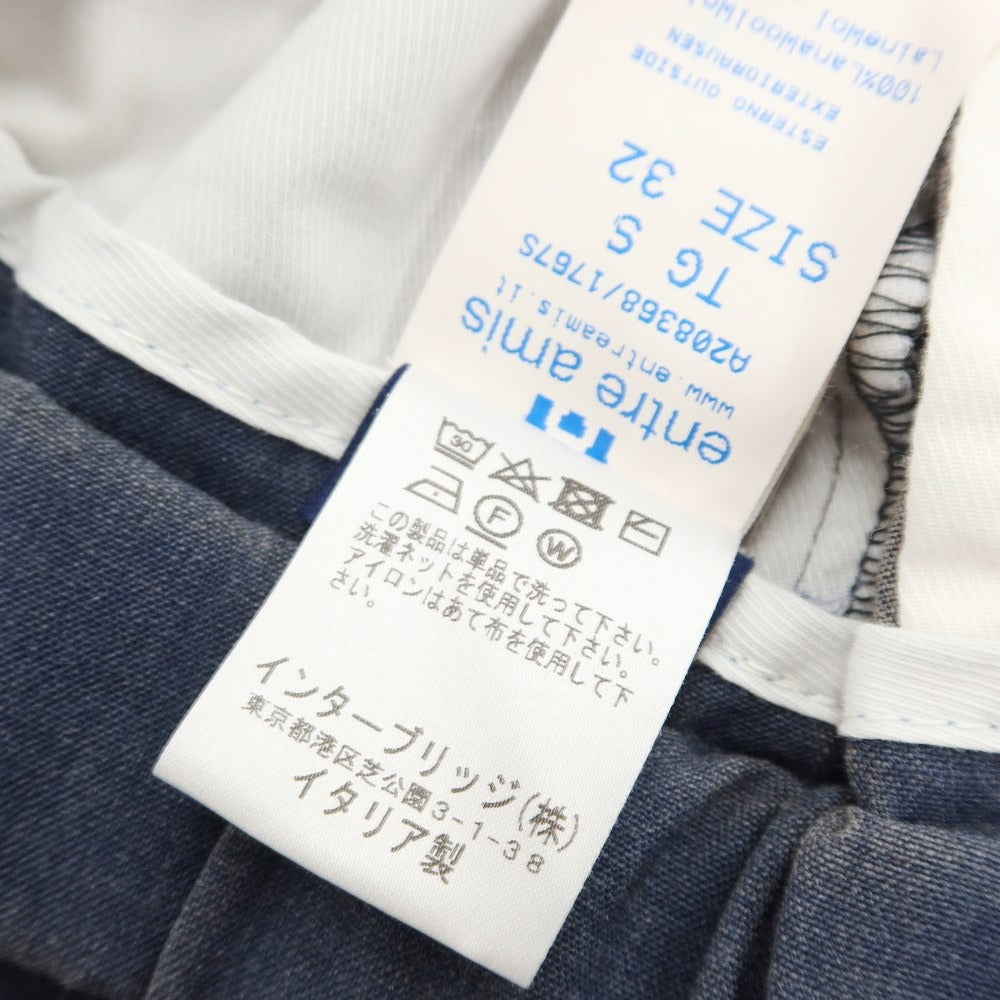 entre amis
www.entreamis.it
A208368/1767S
TG S
SIZE 32
ESTERNO OUTSIDE
EXTERIORAUSEN
100%LanaWoolWol
LaineWol
30
F
W
この製品は単品で洗って下さい。
洗濯ネットを使用して下さい。
アイロンはあて布を使用して下
さい。
インターブリッジ(株)
東京都港区芝公園3-1-38
イタリア製